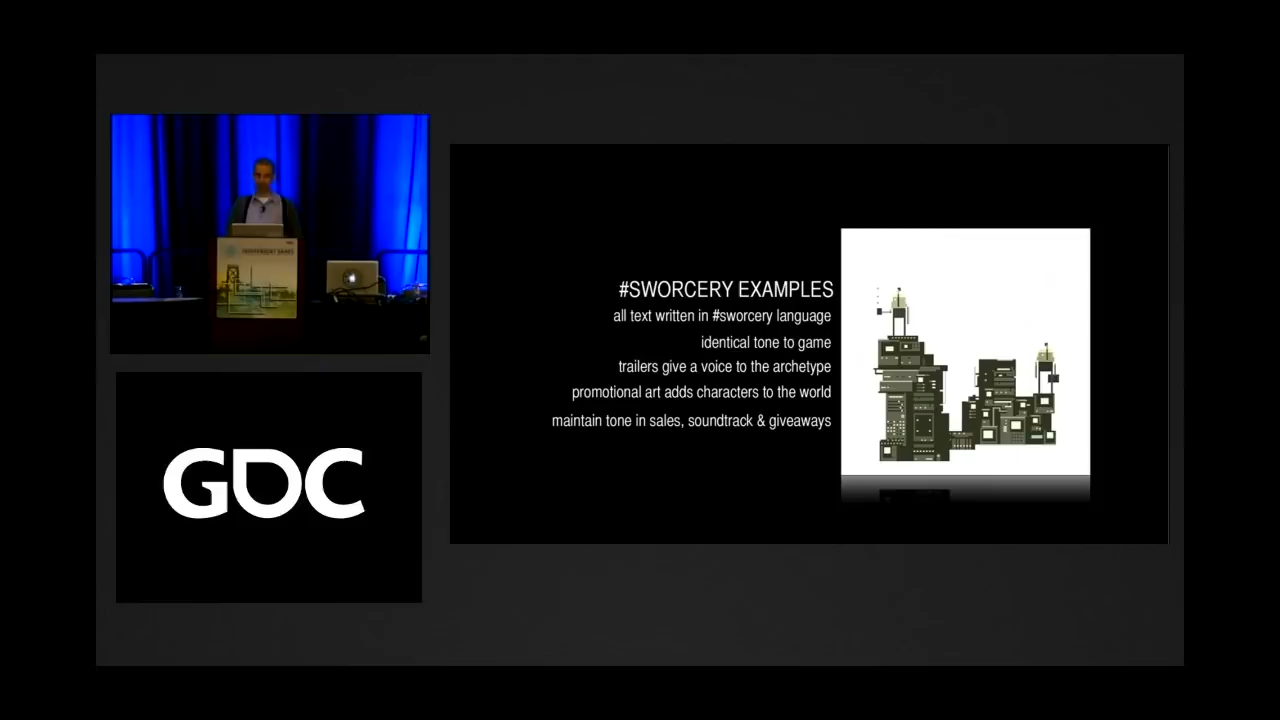 #SWORCERY EXAMPLES
all text written in #sworcery language
identical tone to game
trailers give a voice to the archetype
promotional art adds characters to the world
maintain tone in sales, soundtrack & giveaways
GDC